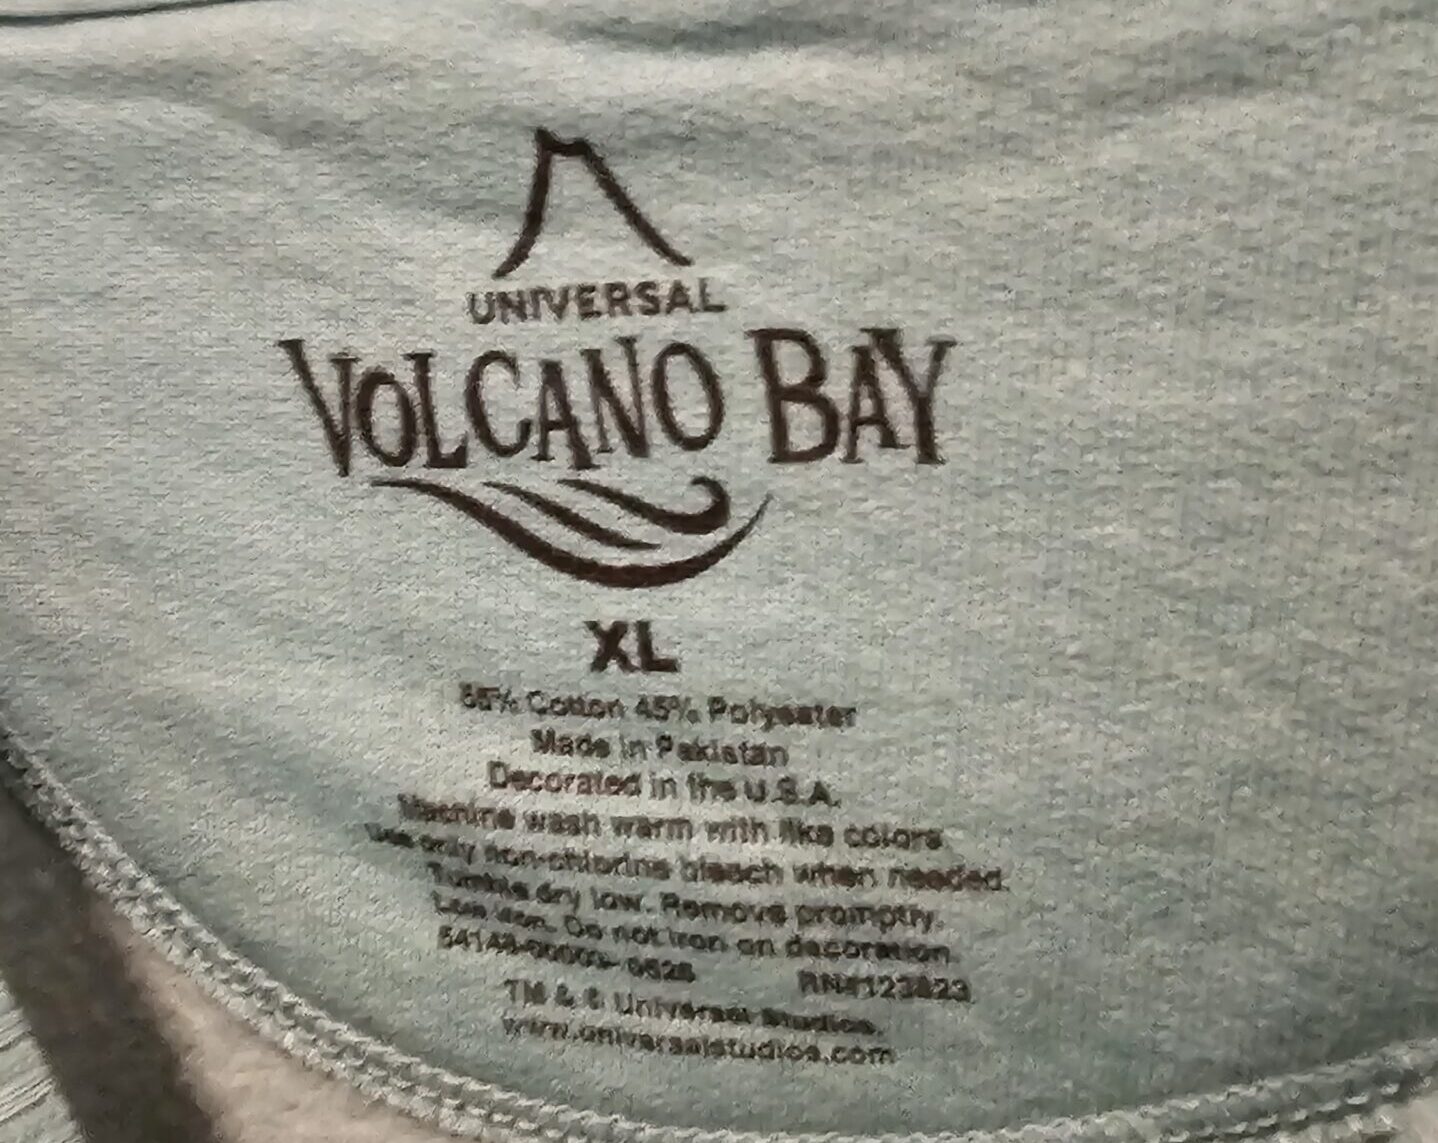 UNIVERSAL
VOLCANO BAY
XL
55% Cotton 45% Polyester
Made in Pakistan
Decorated in the U.S.A.
Machine wash warm with like colors.
Use only non-chlorine bleach when needed.
Tumble dry low. Remove promptly.
iron. Do not iron on decoration.
TM & © Universal Studios.
www.universalstudios.com